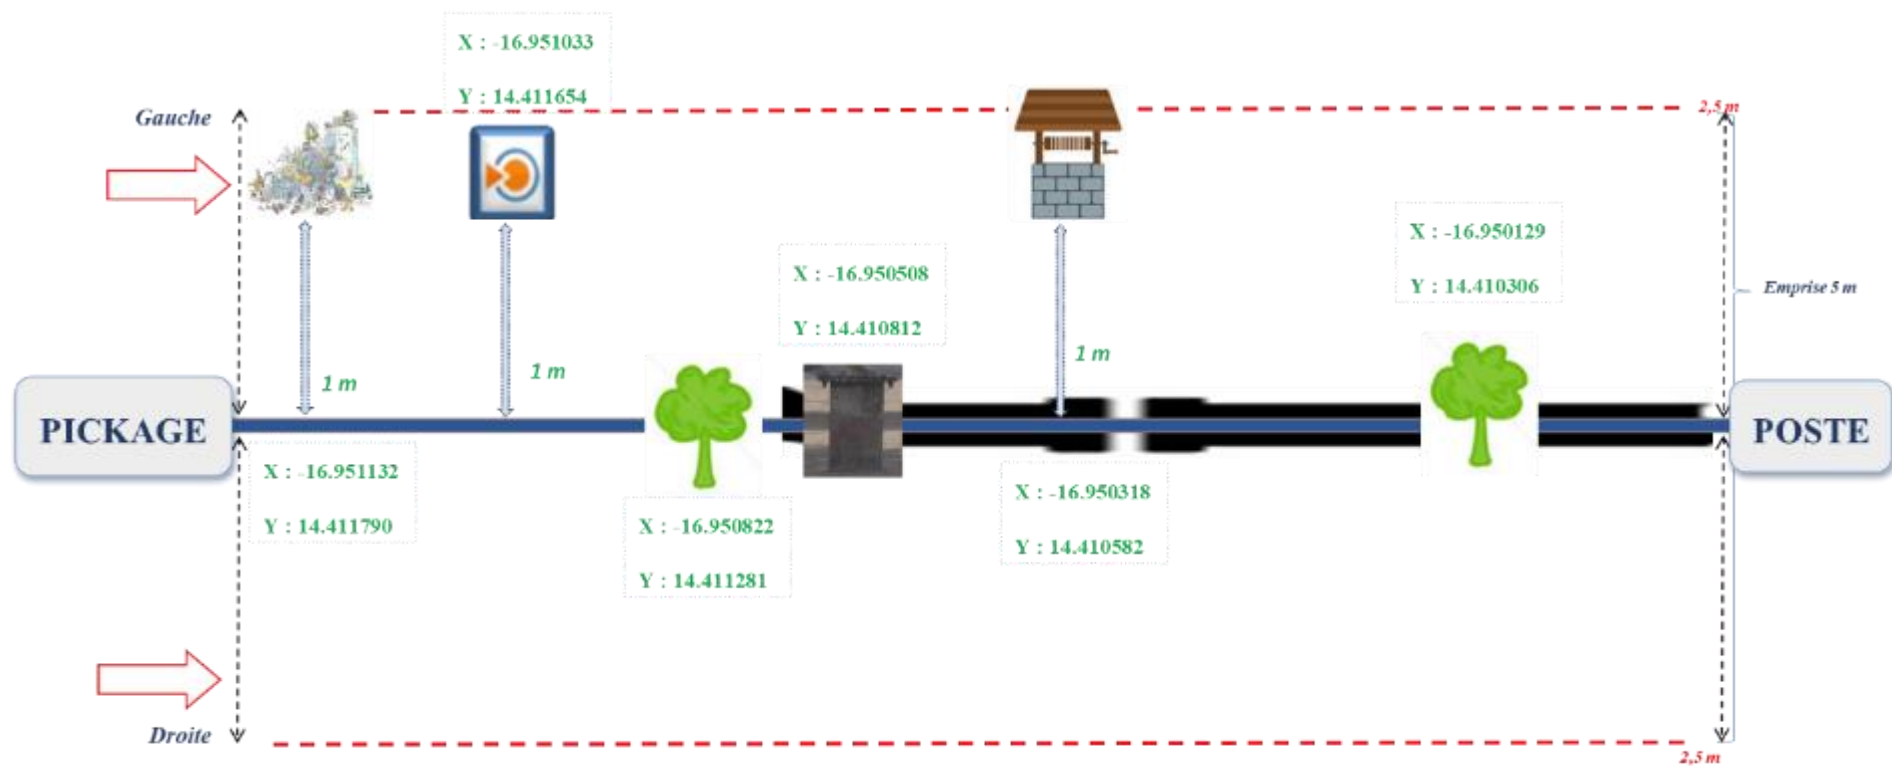 X : -16.951033
Y : 14.411654
Gauche
2,5 m
X : -16.950129
Y : 14.410306
X : -16.950508
Y : 14.410812
Emprise 5 m
1 m
1 m
1 m
PICKAGE
POSTE
X : -16.951132
Y : 14.411790
X : -16.950822
Y : 14.411281
X : -16.950318
Y : 14.410582
Droite
2,5 m